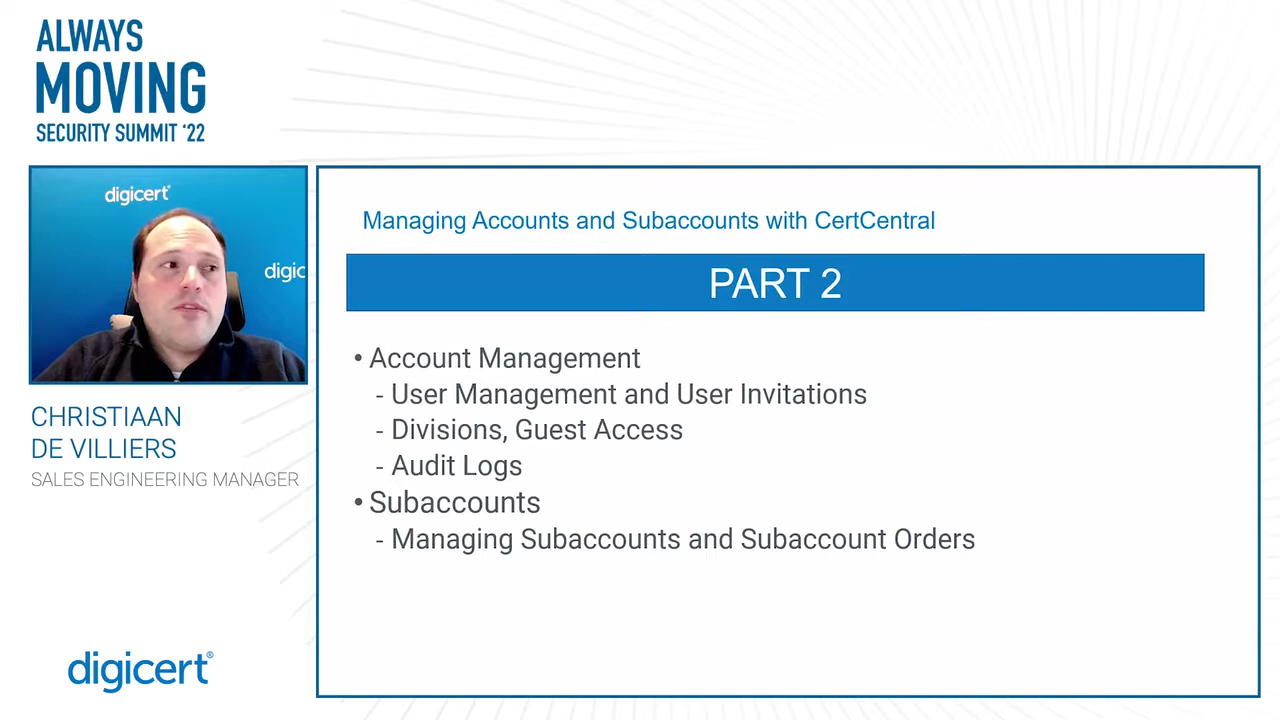 ALWAYS
MOVING
SECURITY SUMMIT '22
digicert®
digic
CHRISTIAAN
DE VILLIERS
SALES ENGINEERING MANAGER
digicert®
Managing Accounts and Subaccounts with CertCentral
PART 2
• Account Management
- User Management and User Invitations
- Divisions, Guest Access
- Audit Logs
• Subaccounts
- Managing Subaccounts and Subaccount Orders